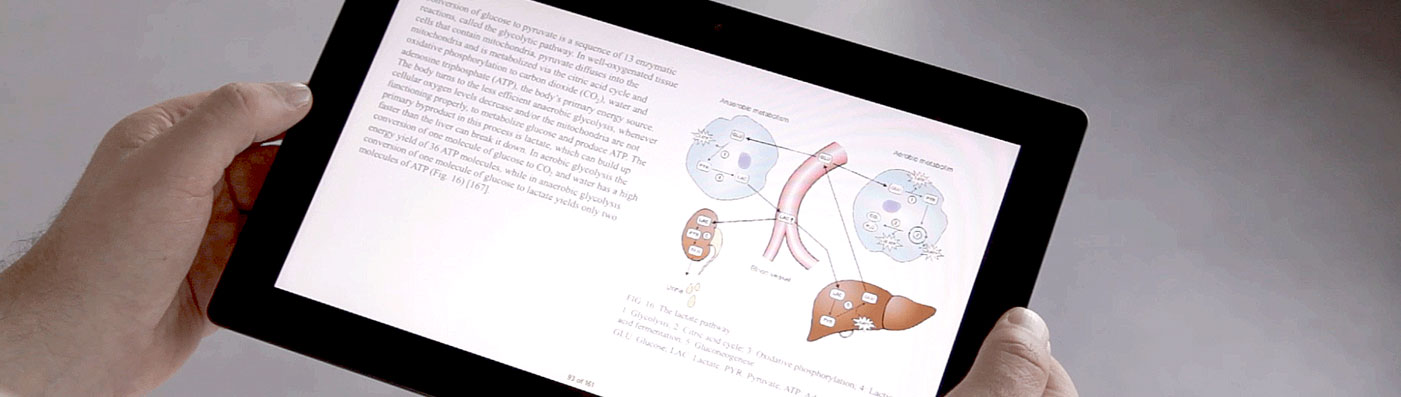 onversion of glucose to pyruvate is a sequence of 13 enzymatic
reactions, called the glycolytic pathway. In well-oxygenated tissue
cells that contain mitochondria, pyruvate diffuses into the
mitochondria and is metabolized via the citric acid cycle and
oxidative phosphorylation to carbon dioxide (CO₂), water and
adenosine triphosphate (ATP), the body's primary energy source.
The body turns to the less efficient anaerobic glycolysis, whenever
cellular oxygen levels decrease and/or the mitochondria are not
functioning properly, to metabolize glucose and produce ATP. The
primary byproduct in this process is lactate, which can build up
faster than the liver can break it down. In aerobic glycolysis the
conversion of one molecule of glucose to CO₂ and water has a high
energy yield of 36 ATP molecules, while in anaerobic glycolysis
conversion of one molecule of glucose to lactate yields only two
molecules of ATP (Fig. 16) [167].
Anaerobic metabolism
Aerobic metabolism
GLU
LAC
Urine
LAC
PYR
FIG. 16. The lactate pathway
1. Glycolysis, 2. Citric acid cycle, 3. Oxidative phosphorylation, 4. Lactic
acid fermentation, 5. Gluconeogenese
GLU: Glucose, LAC: Lactate, PYR: Pyruvate, ATP:
93 of 161